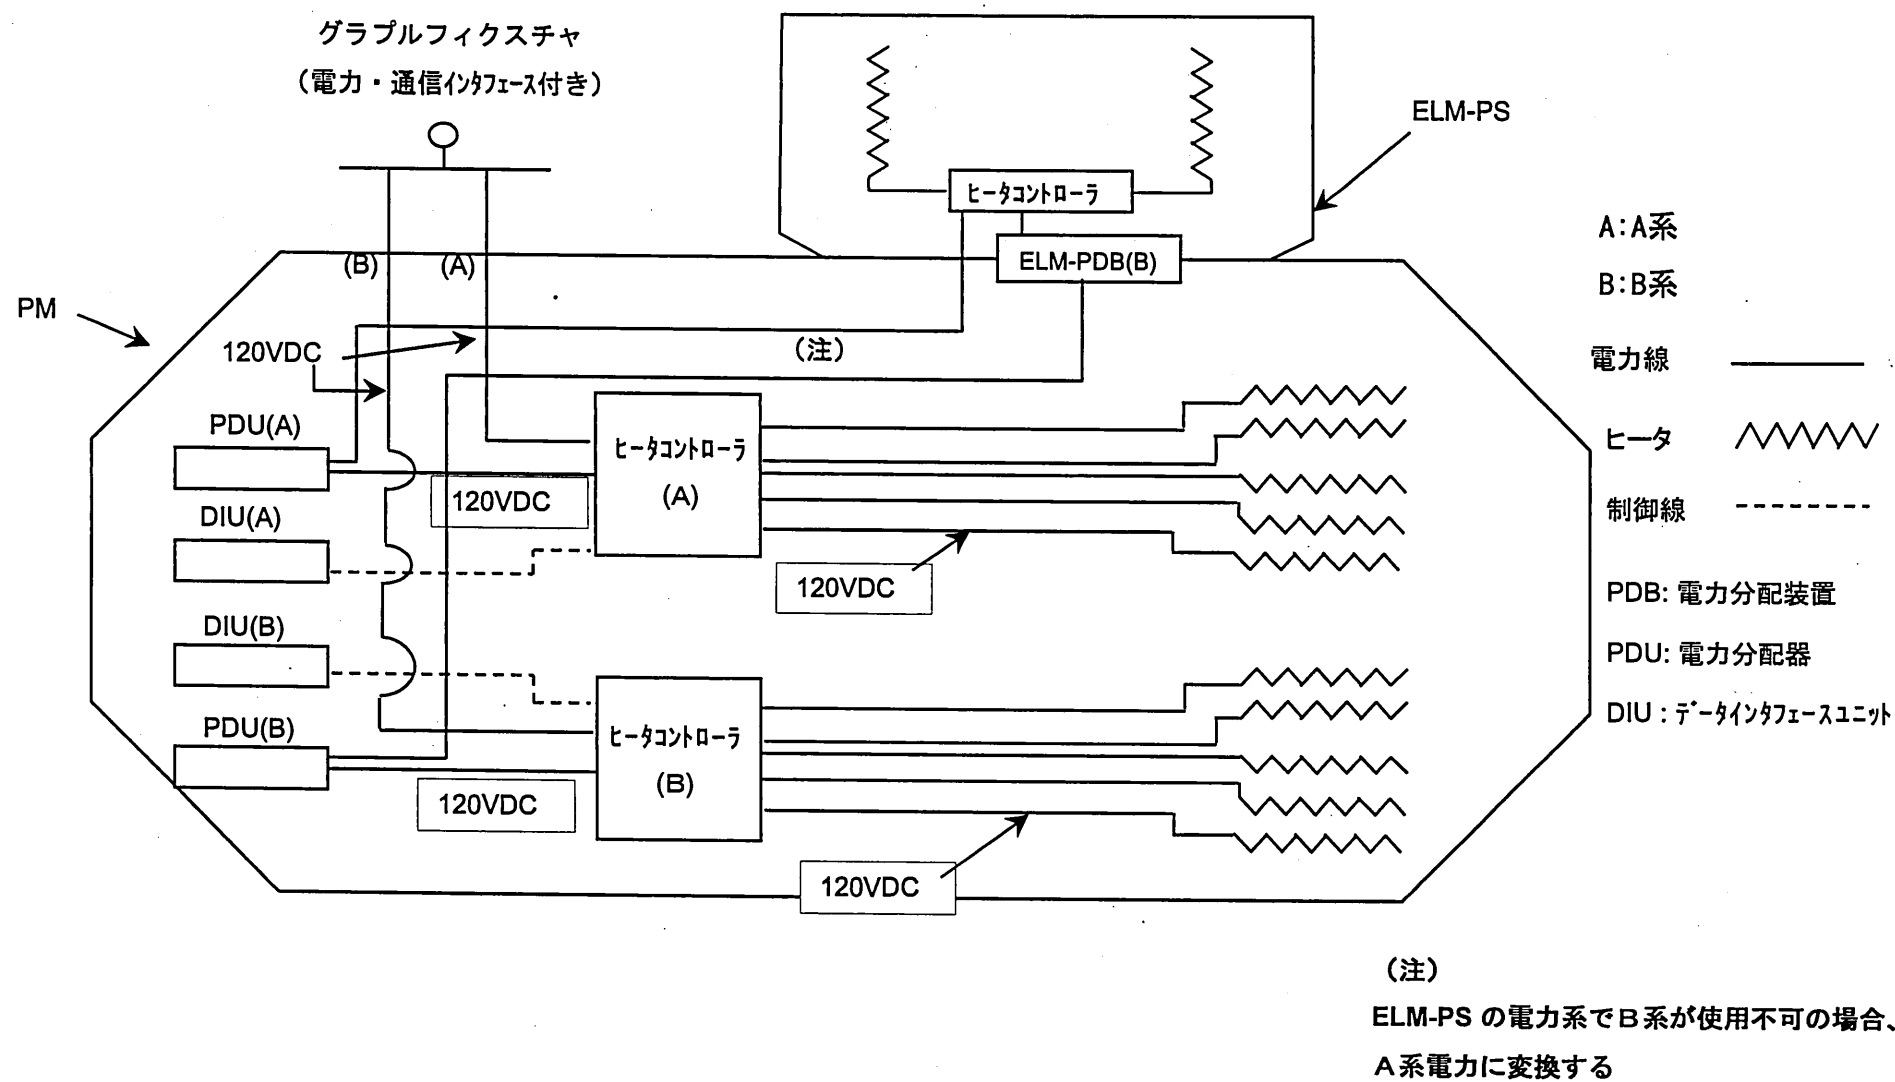 グラプルフィクスチャ
（電力・通信ｲﾝﾀﾌｪｰｽ付き）
ELM-PS
ﾋｰﾀｺﾝﾄﾛｰﾗ
ELM-PDB(B)
(B)
(A)
PM
120VDC
（注）
PDU(A)
120VDC
ﾋｰﾀｺﾝﾄﾛｰﾗ
(A)
DIU(A)
120VDC
DIU(B)
PDU(B)
120VDC
ﾋｰﾀｺﾝﾄﾛｰﾗ
(B)
120VDC
A:A系
B:B系
電力線
ヒータ
制御線
PDB: 電力分配装置
PDU: 電力分配器
DIU : ﾃﾞｰﾀｲﾝﾀﾌｪｰｽﾕﾆｯﾄ
（注）
ELM-PS の電力系でＢ系が使用不可の場合、
Ａ系電力に変換する